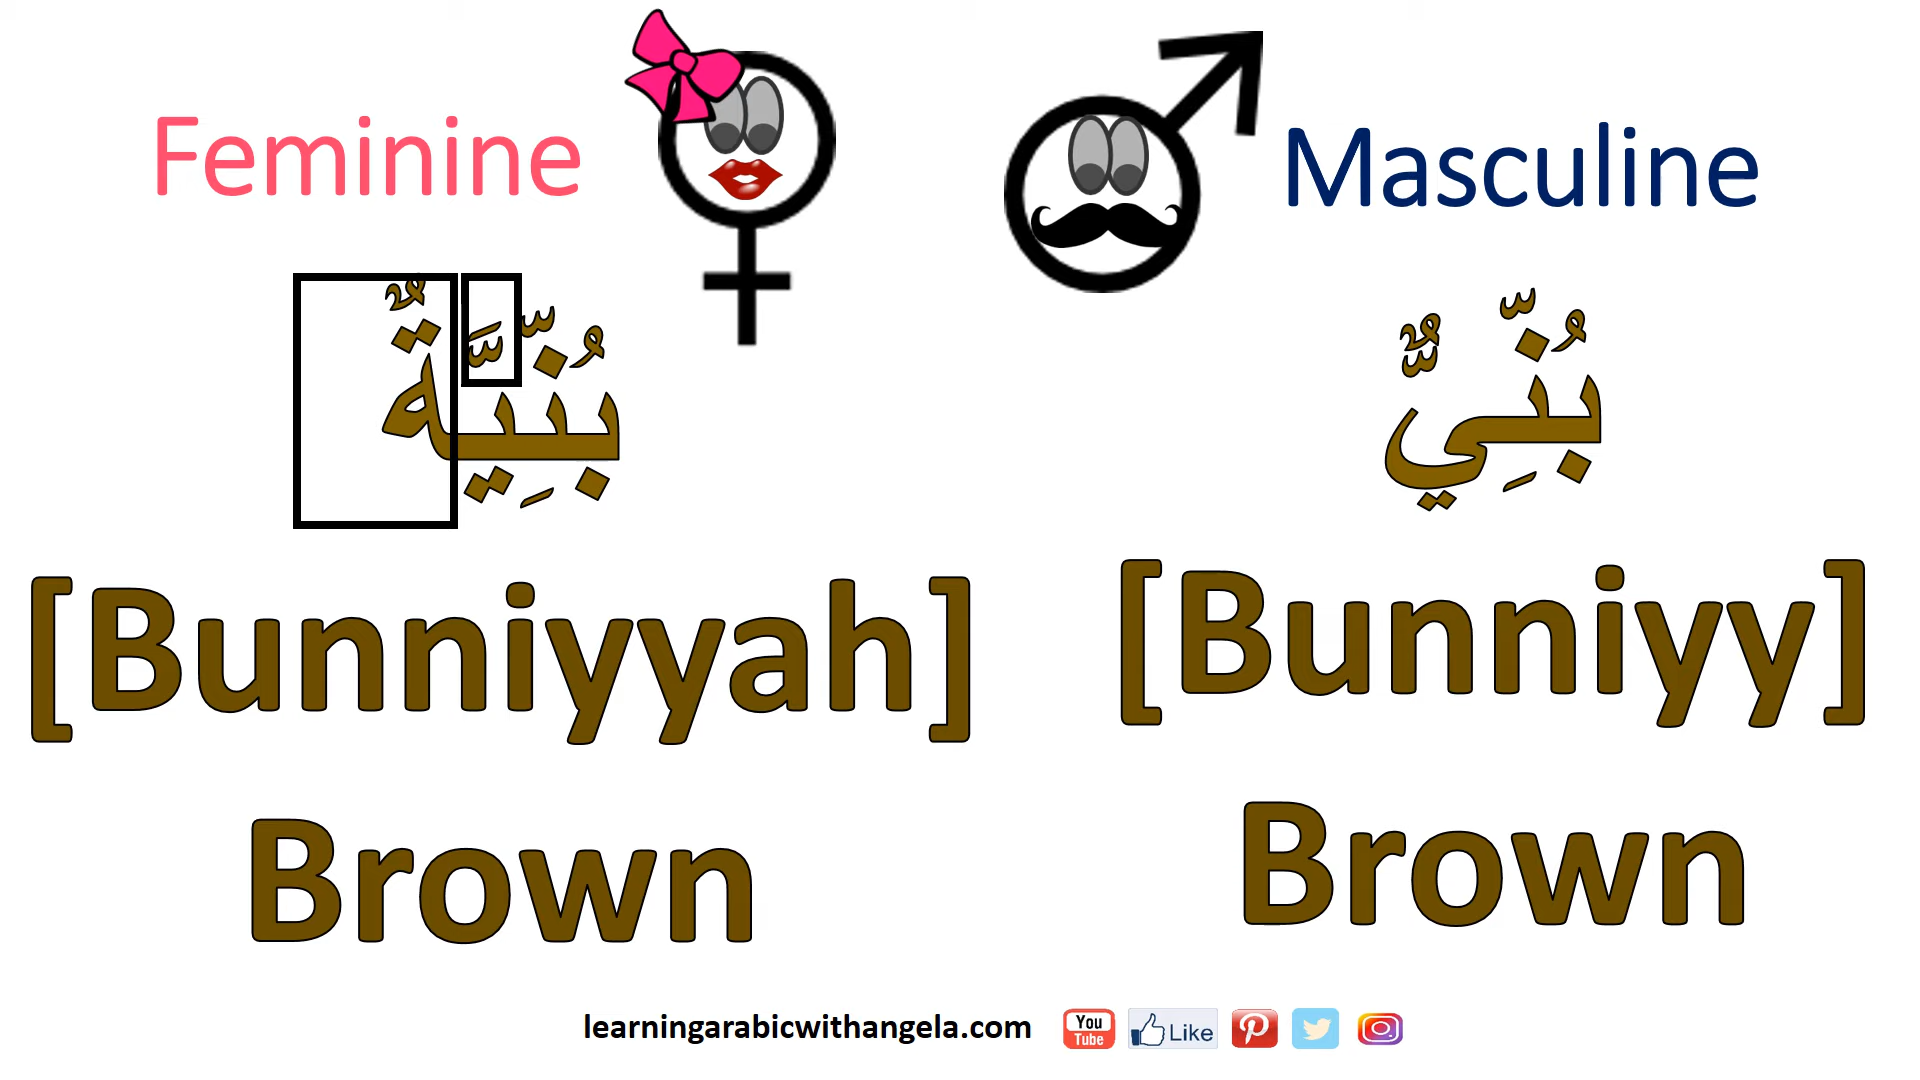 Feminine
Masculine
بُنِّيَّةٌ
بُنِّيٌّ
[Bunniyyah]
[Bunniyy]
Brown
Brown
learningarabicwithangela.com
You Tube
Like